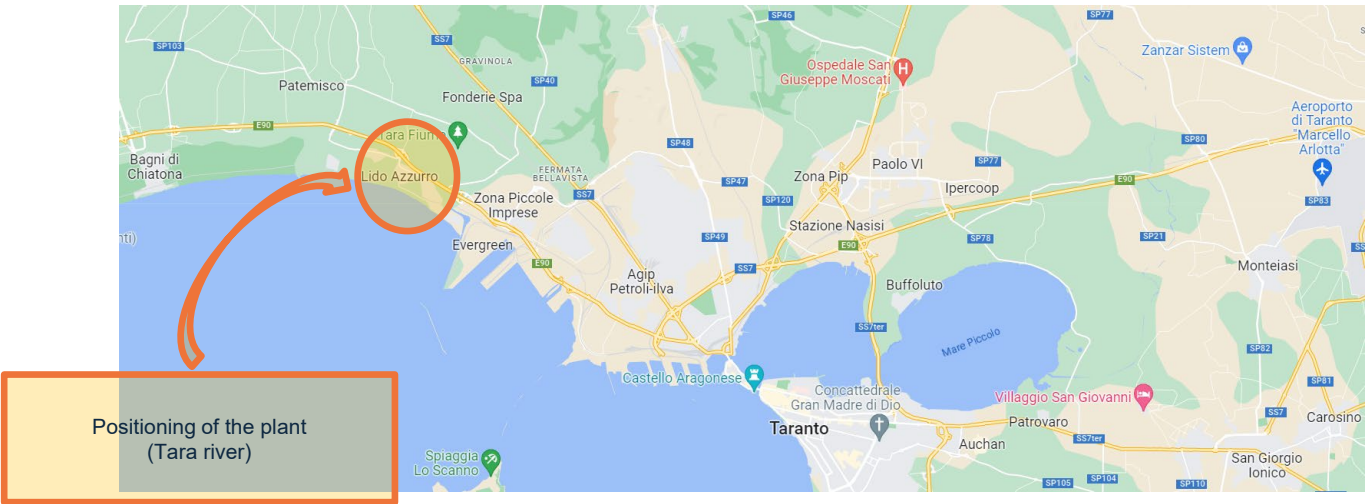 SP46
SP77
SP103
SS7
Zanzar Sistem
GRAVINOLA
Ospedale San
Giuseppe Moscati
H
Patemisco
SP40
Fonderie Spa
Aeroporto
di Taranto
"Marcello
Arlotta"
E90
Tara Fiume
SP48
SP80
Bagni di
Chiatona
Lido Azzurro
FERMATA
BELLAVISTA
Zona Pip
Paolo VI
SP77
SP47
E90
Ipercoop
Zona Piccole
Imprese
SS7
SP120
SP83
nti)
Evergreen
SP49
Stazione Nasisi
E90
SP78
SP21
SS
E90
Agip
Petroli-ilva
SS7
Buffoluto
Monteiasi
SS7ter
Mare Piccolo
SP82
Castello Aragonese
Concattedrale
Gran Madre di Dio
Villaggio San Giovanni
SP81
SS7
Carosino
Positioning of the plant
(Tara river)
Taranto
Patrovaro
Auchan
SS7ter
Spiaggia
Lo Scanno
San Giorgio
Ionico
SP105
SP104
SP110